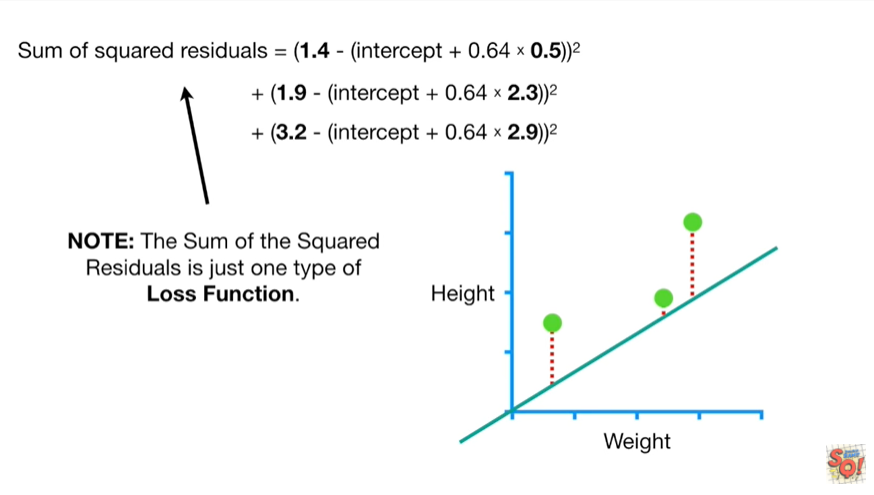 Sum of squared residuals = (1.4 - (intercept + 0.64 × 0.5))²
+ (1.9 - (intercept + 0.64 × 2.3))²
+ (3.2 - (intercept + 0.64 × 2.9))²
NOTE: The Sum of the Squared
Residuals is just one type of
Loss Function.
Height
Weight
SQ!